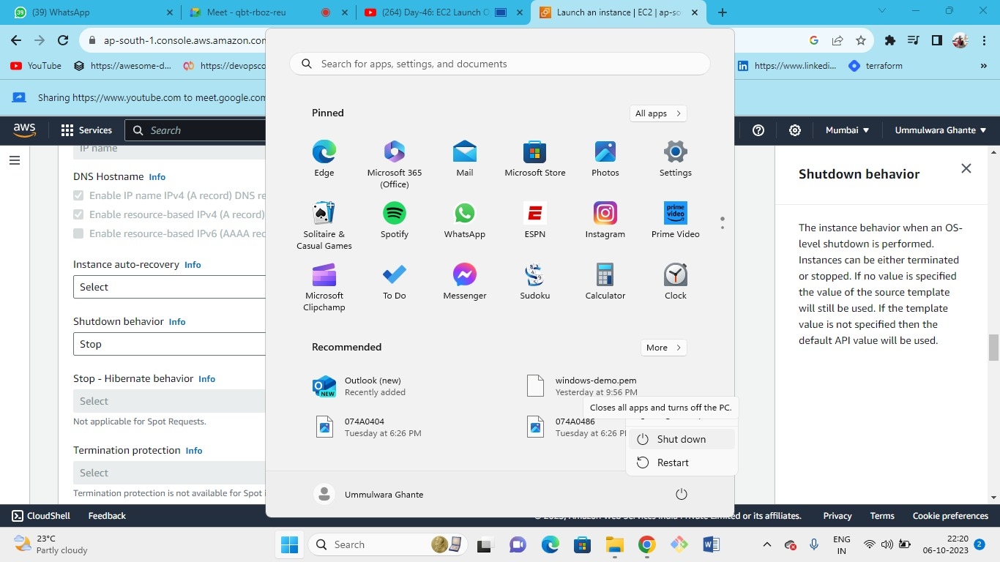 39
(39) WhatsApp
Meet - qbt-rboz-reu
(264) Day-46: EC2 Launch
Launch an instance | EC2 | ap-so
ap-south-1.console.aws.amazon.com
YouTube
https://awesome-d...
https://devopsco
https://www.linkedi...
terraform
Sharing https://www.youtube.com to meet.google.com
aws
Services
Search
Mumbai
Ummulwara Ghante
IP name
DNS Hostname Info
Enable IP name IPv4 (A record) DNS re
Enable resource-based IPv4 (A record)
Enable resource-based IPv6 (AAAA rec
Instance auto-recovery Info
Select
Shutdown behavior Info
Stop
Stop - Hibernate behavior Info
Select
Not applicable for Spot Requests.
Termination protection Info
Select
Termination protection is not available for Spot i
Search for apps, settings, and documents
Pinned
All apps
Edge
Microsoft 365
(Office)
Mail
Microsoft Store
Photos
Settings
Solitaire &
Casual Games
Spotify
WhatsApp
ESPN
Instagram
prime
video
Prime Video
Microsoft
Clipchamp
To Do
Messenger
Sudoku
Calculator
Clock
Recommended
More
NEW
Outlook (new)
Recently added
windows-demo.pem
Yesterday at 9:56 PM
074A0404
Tuesday at 6:26 PM
074A0486
Tuesday at 6:26 P
Closes all apps and turns off the PC.
Shut down
Restart
Ummulwara Ghante
Shutdown behavior
The instance behavior when an OS-
level shutdown is performed.
Instances can be either terminated
or stopped. If no value is specified
the value of the source template
will still be used. If the template
value is not specified then the
default API value will be used.
CloudShell
Feedback
© 2023, Amazon Web Services India Private Limited or its affiliates.
Privacy
Terms
Cookie preferences
23°C
Partly cloudy
Search
ENG
IN
22:20
06-10-2023
2